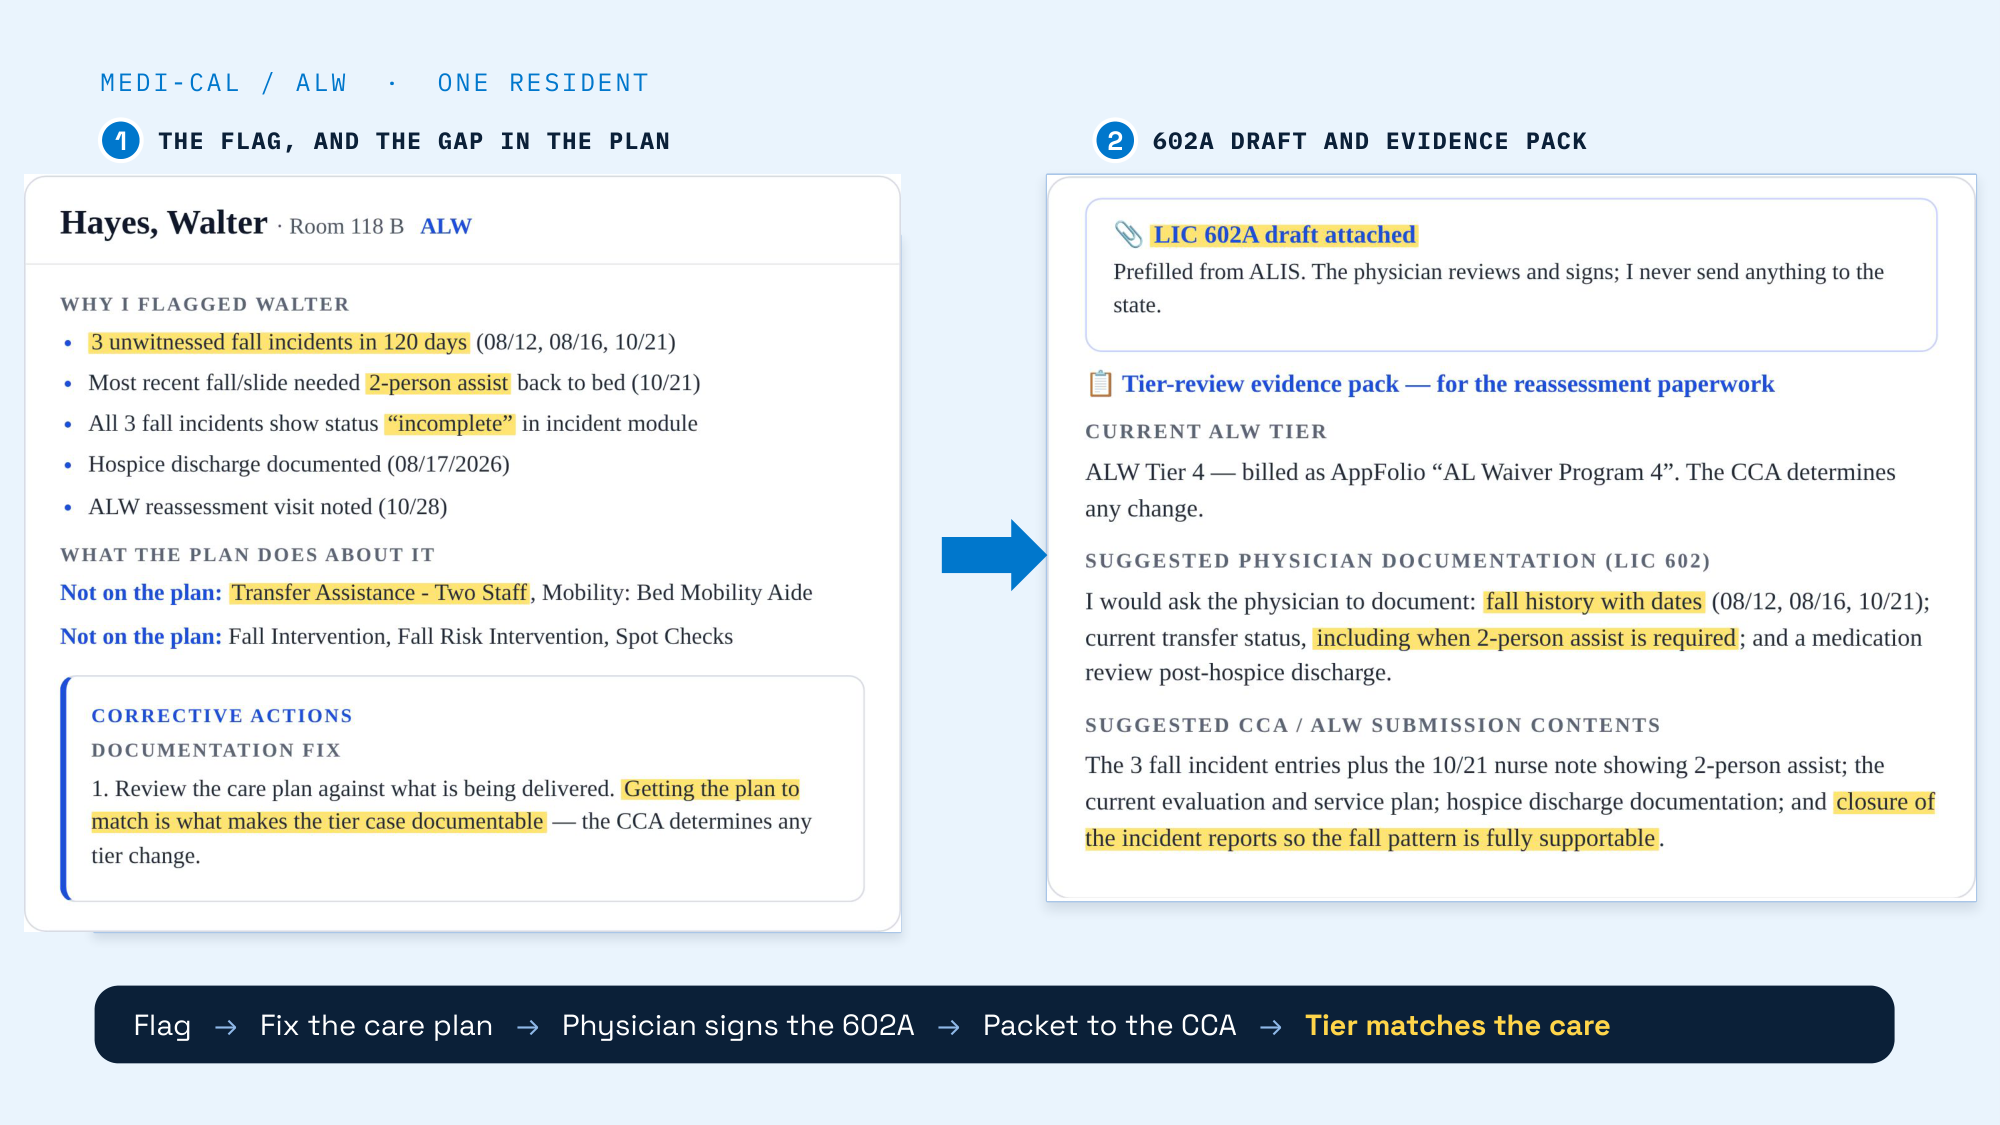 MEDI-CAL / ALW · ONE RESIDENT
1 THE FLAG, AND THE GAP IN THE PLAN
Hayes, Walter · Room 118 B ALW
WHY I FLAGGED WALTER
• 3 unwitnessed fall incidents in 120 days (08/12, 08/16, 10/21)
• Most recent fall/slide needed 2-person assist back to bed (10/21)
• All 3 fall incidents show status “incomplete” in incident module
• Hospice discharge documented (08/17/2026)
• ALW reassessment visit noted (10/28)
WHAT THE PLAN DOES ABOUT IT
Not on the plan: Transfer Assistance - Two Staff, Mobility: Bed Mobility Aide
Not on the plan: Fall Intervention, Fall Risk Intervention, Spot Checks
CORRECTIVE ACTIONS
DOCUMENTATION FIX
1. Review the care plan against what is being delivered. Getting the plan to
match is what makes the tier case documentable — the CCA determines any
tier change.
2 602A DRAFT AND EVIDENCE PACK
📎 LIC 602A draft attached
Prefilled from ALIS. The physician reviews and signs; I never send anything to the
state.
📋 Tier-review evidence pack — for the reassessment paperwork
CURRENT ALW TIER
ALW Tier 4 — billed as AppFolio “AL Waiver Program 4”. The CCA determines
any change.
SUGGESTED PHYSICIAN DOCUMENTATION (LIC 602)
I would ask the physician to document: fall history with dates (08/12, 08/16, 10/21);
current transfer status, including when 2-person assist is required; and a medication
review post-hospice discharge.
SUGGESTED CCA / ALW SUBMISSION CONTENTS
The 3 fall incident entries plus the 10/21 nurse note showing 2-person assist; the
current evaluation and service plan; hospice discharge documentation; and closure of
the incident reports so the fall pattern is fully supportable.
Flag → Fix the care plan → Physician signs the 602A → Packet to the CCA → Tier matches the care